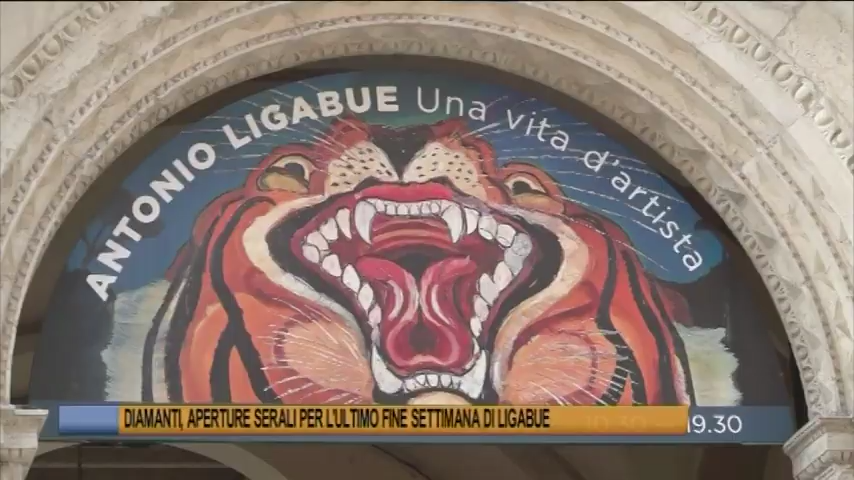 ANTONIO LIGABUE Una vita d'artista
DIAMANTI, APERTURE SERALI PER L'ULTIMO FINE SETTIMANA DI LIGABUE
19.30